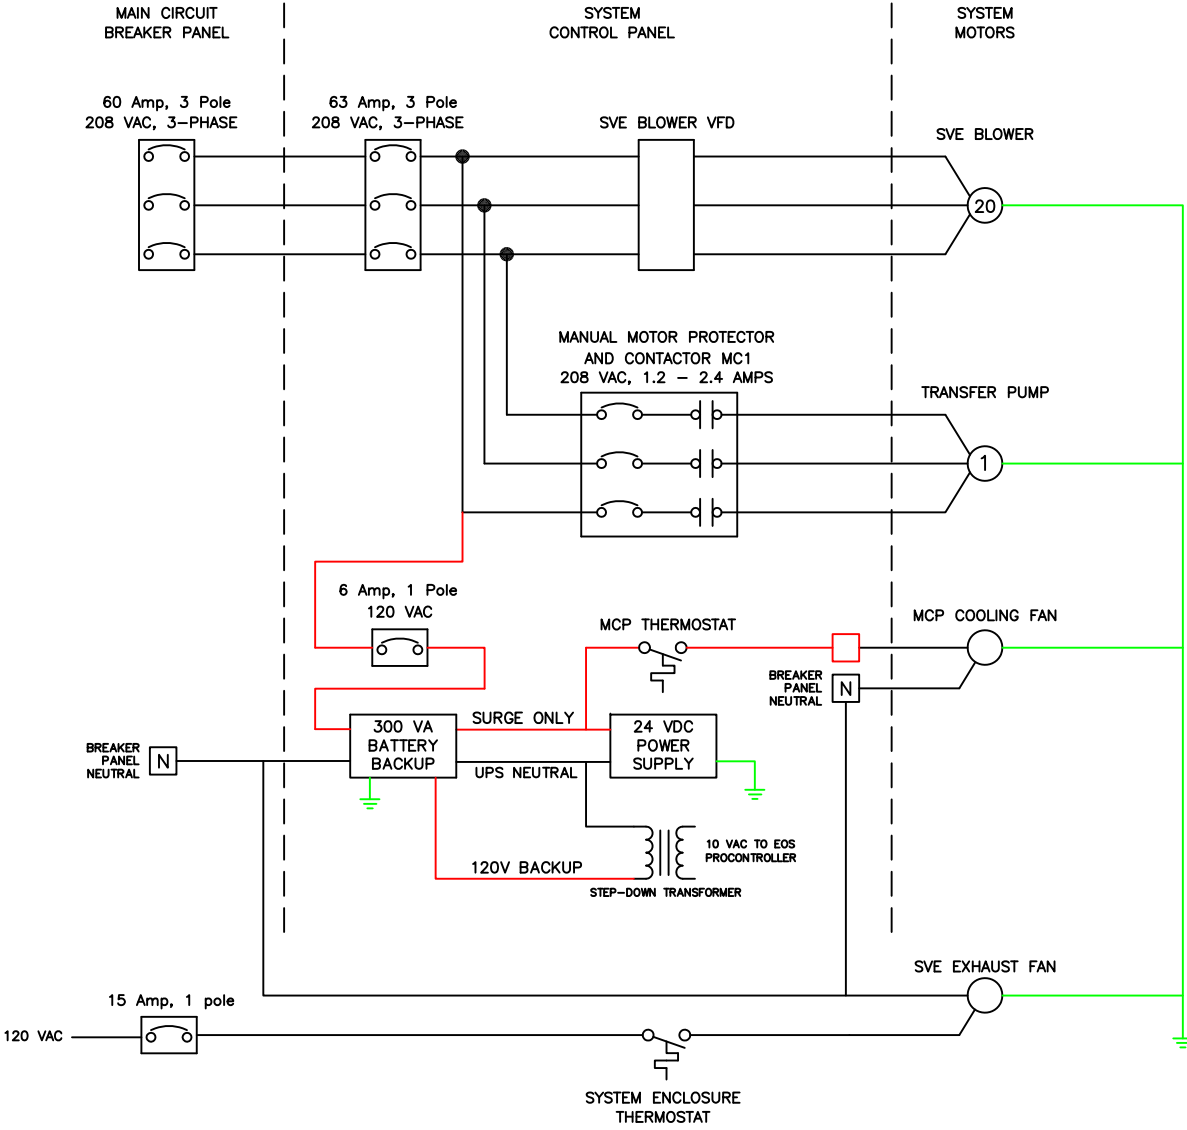 MAIN CIRCUIT
BREAKER PANEL
SYSTEM
CONTROL PANEL
SYSTEM
MOTORS
60 Amp, 3 Pole
208 VAC, 3-PHASE
63 Amp, 3 Pole
208 VAC, 3-PHASE
SVE BLOWER VFD
SVE BLOWER
20
MANUAL MOTOR PROTECTOR
AND CONTACTOR MC1
208 VAC, 1.2 - 2.4 AMPS
TRANSFER PUMP
1
6 Amp, 1 Pole
120 VAC
MCP THERMOSTAT
MCP COOLING FAN
BREAKER
PANEL
NEUTRAL
N
300 VA
BATTERY
BACKUP
SURGE ONLY
UPS NEUTRAL
24 VDC
POWER
SUPPLY
BREAKER
PANEL
NEUTRAL
N
120V BACKUP
10 VAC TO EOS
PROCONTROLLER
STEP-DOWN TRANSFORMER
SVE EXHAUST FAN
15 Amp, 1 pole
120 VAC
SYSTEM ENCLOSURE
THERMOSTAT